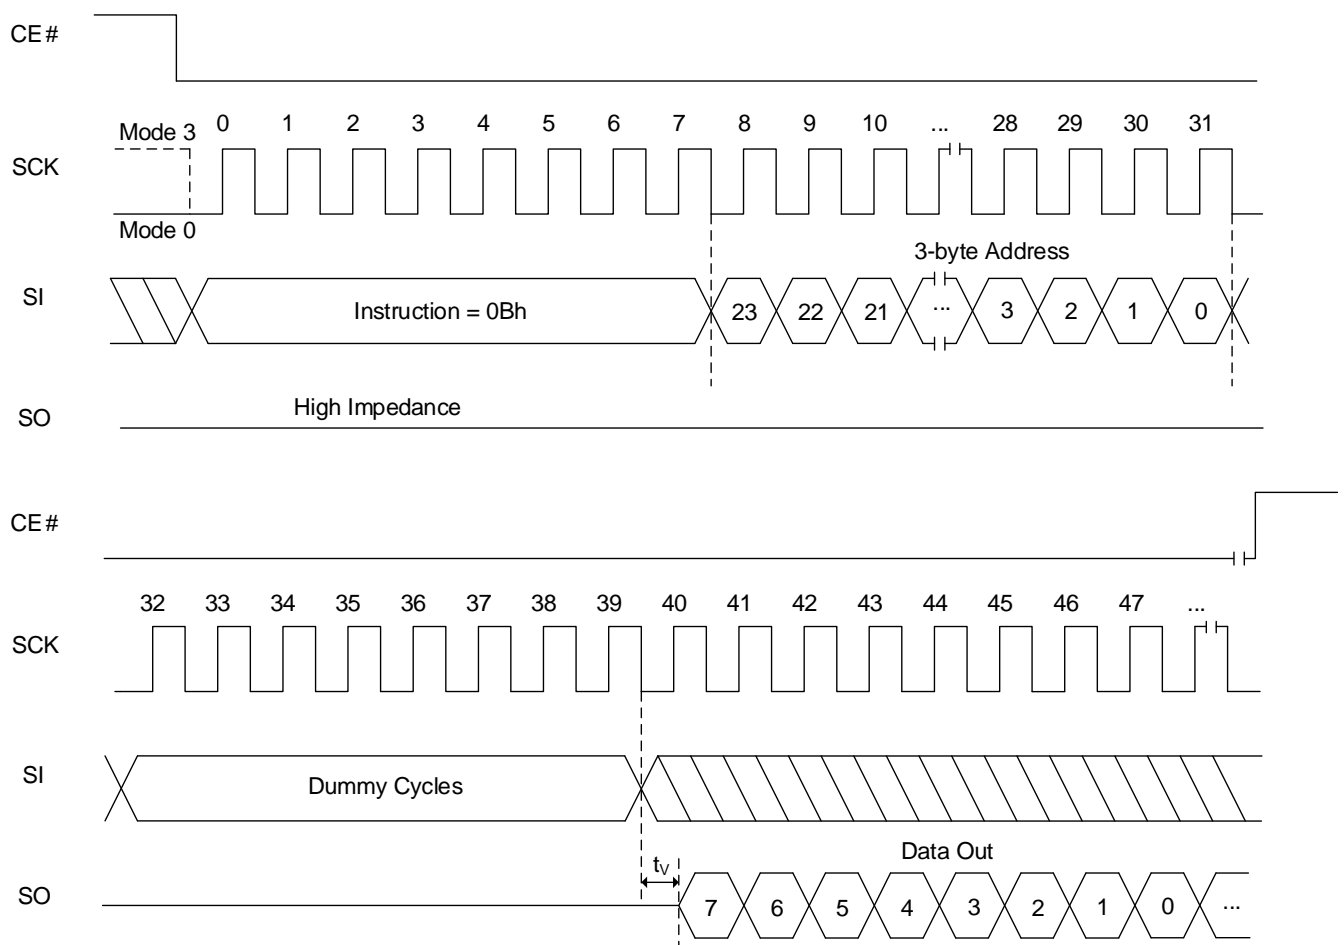 CE#
Mode 3 0 1 2 3 4 5 6 7 8 9 10 ... 28 29 30 31
SCK
Mode 0
3-byte Address
SI Instruction = 0Bh 23 22 21 ... 3 2 1 0
High Impedance
SO
CE#
32 33 34 35 36 37 38 39 40 41 42 43 44 45 46 47 ...
SCK
SI Dummy Cycles
Data Out
tV
SO 7 6 5 4 3 2 1 0 ...